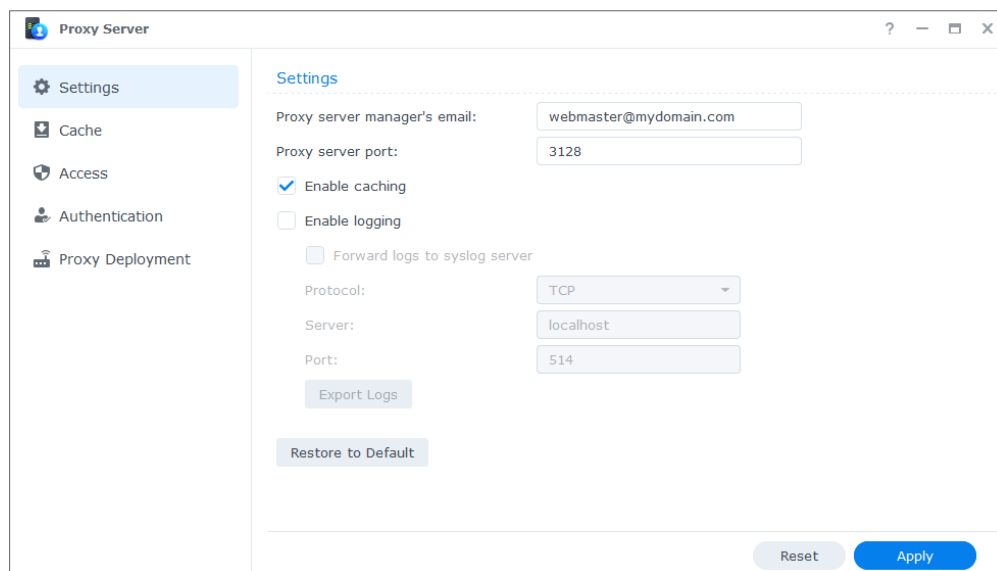 Proxy Server
?
Settings
Cache
Access
Authentication
Proxy Deployment
Settings
Proxy server manager's email: webmaster@mydomain.com
Proxy server port: 3128
Enable caching
Enable logging
Forward logs to syslog server
Protocol: TCP
Server: localhost
Port: 514
Export Logs
Restore to Default
Reset Apply